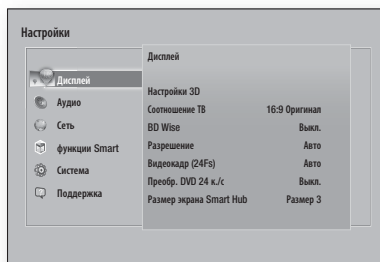 Настройки
Дисплей
Аудио
Сеть
функции Smart
Система
Поддержка
Дисплей
Настройки 3D
Соотношение ТВ 16:9 Оригинал
BD Wise Выкл.
Разрешение Авто
Видеокадр (24Fs) Авто
Преобр. DVD 24 к./с Выкл.
Размер экрана Smart Hub Размер 3